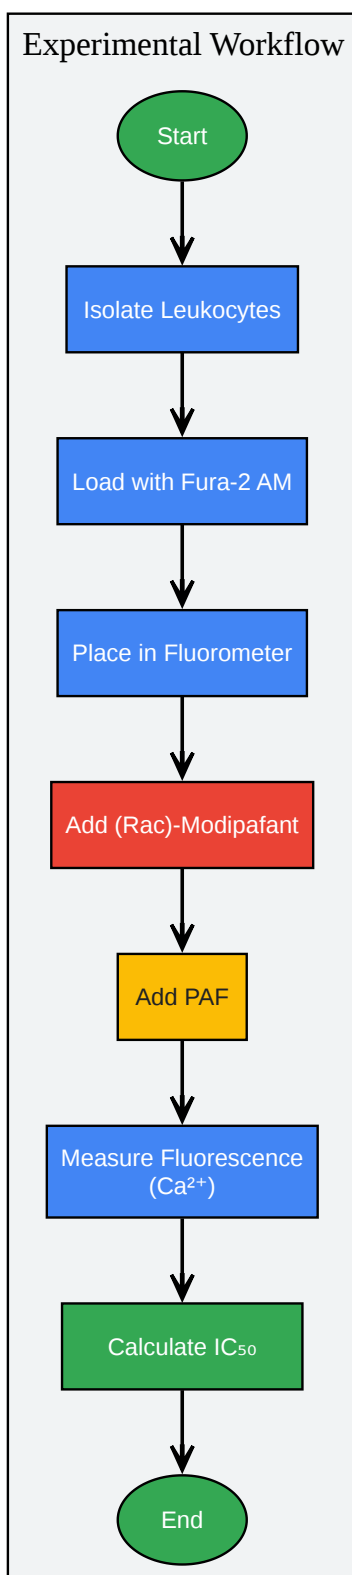 Experimental Workflow
Start
Isolate Leukocytes
Load with Fura-2 AM
Place in Fluorometer
Add (Rac)-Modipafant
Add PAF
Measure Fluorescence
(Ca²⁺)
Calculate IC₅₀
End